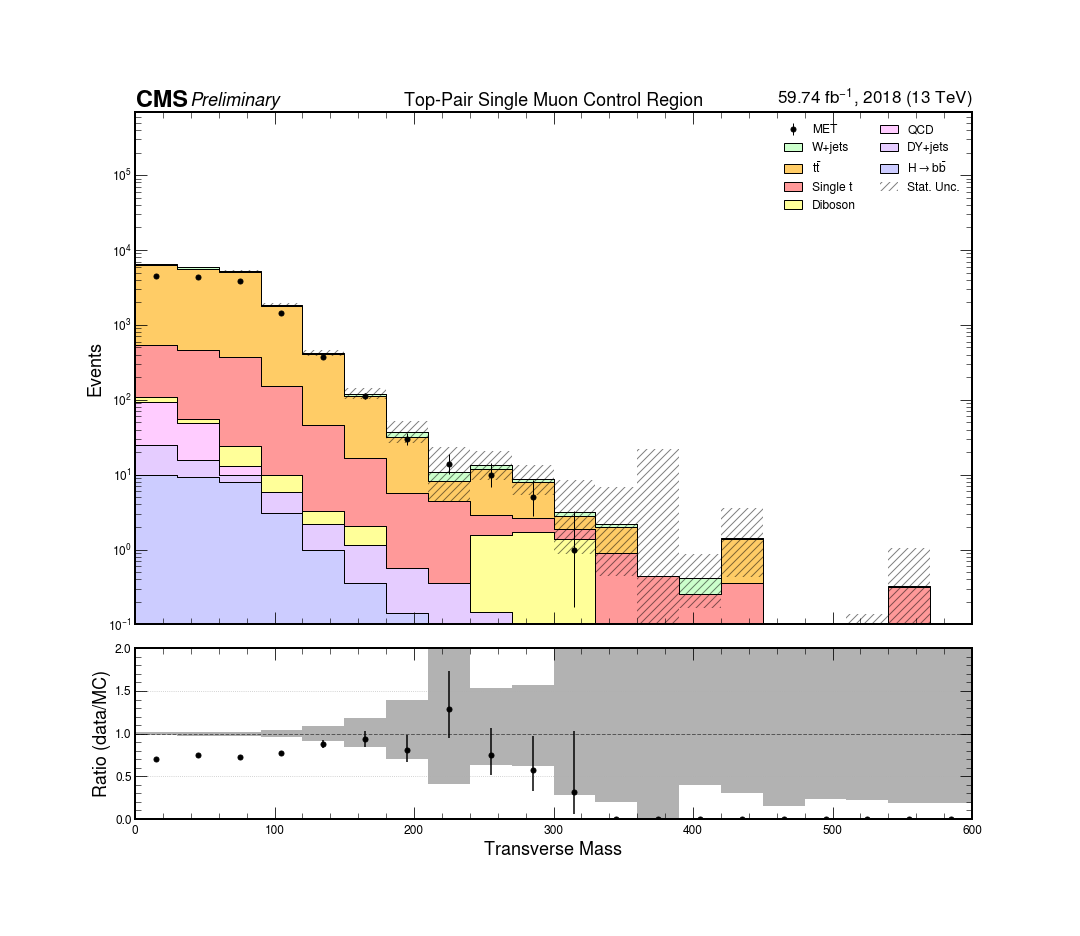 CMS Preliminary Top-Pair Single Muon Control Region 59.74 fb⁻¹, 2018 (13 TeV)
MET QCD
W+jets DY+jets
tt̄ H→bb̄
Single t Stat. Unc.
Diboson
10⁵
10⁴
10³
10²
10¹
10⁰
10⁻¹
Events
2.0
1.5
1.0
0.5
0.0
Ratio (data/MC)
0 100 200 300 400 500 600
Transverse Mass